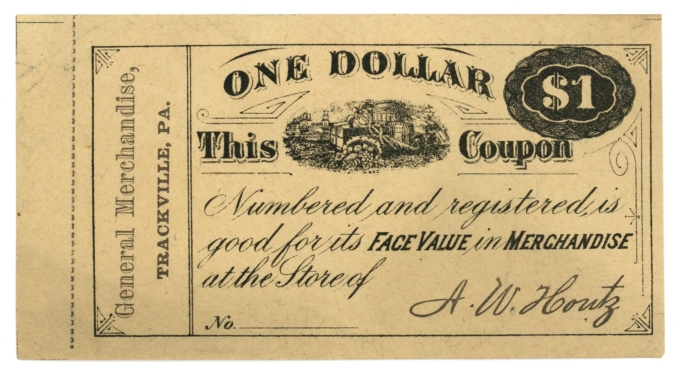 General Merchandise,
TRACKVILLE, PA.
ONE DOLLAR
$1
This Coupon
Numbered and registered, is
good for its FACE VALUE in MERCHANDISE
at the Store of
A. W. Houtz
No.